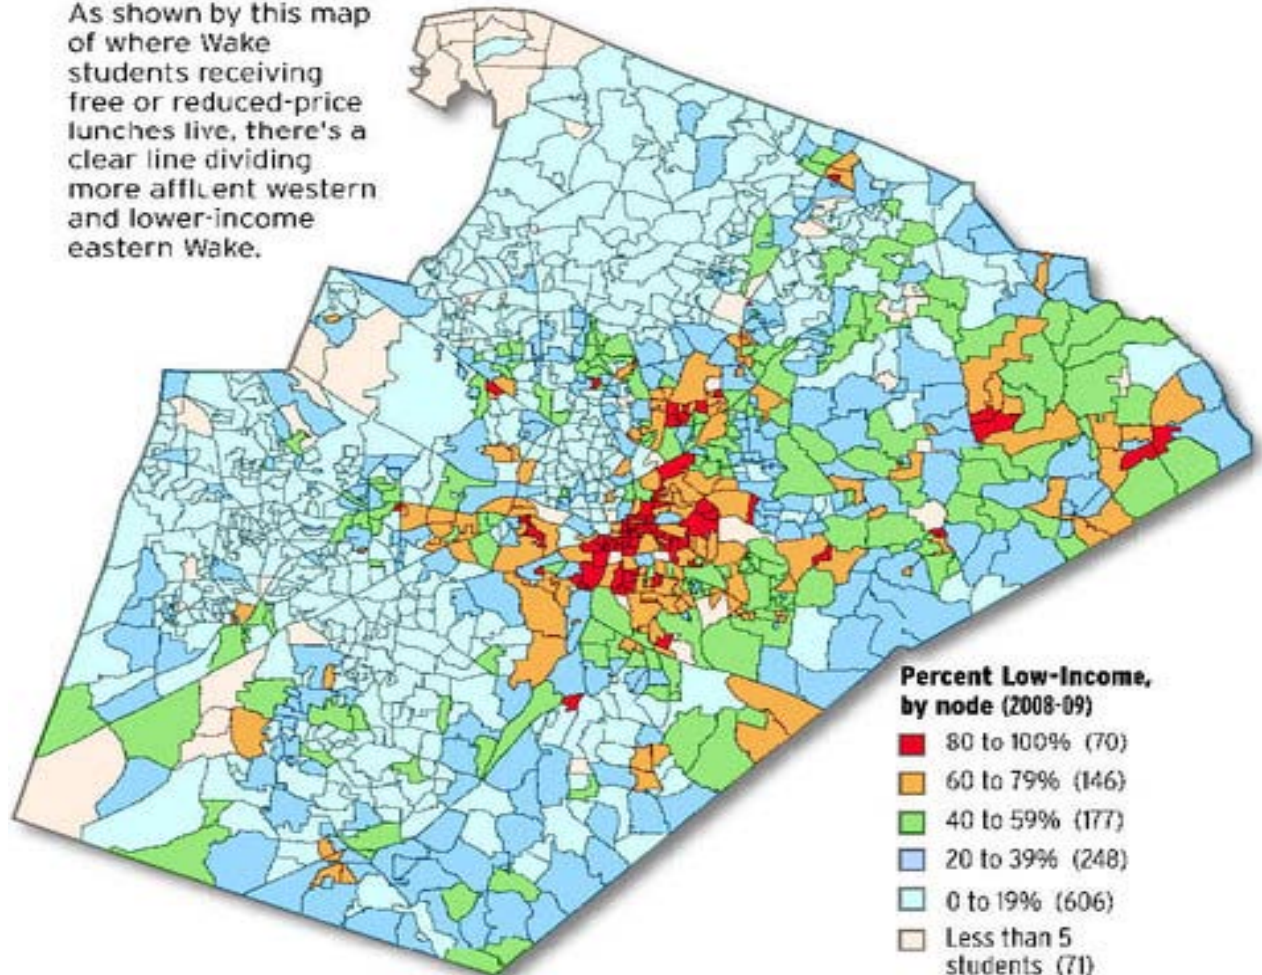 As shown by this map
of where Wake
students receiving
free or reduced-price
lunches live, there's a
clear line dividing
more affluent western
and lower-income
eastern Wake.
Percent Low-Income,
by node (2008-09)
80 to 100% (70)
60 to 79% (146)
40 to 59% (177)
20 to 39% (248)
0 to 19% (606)
Less than 5
students (71)